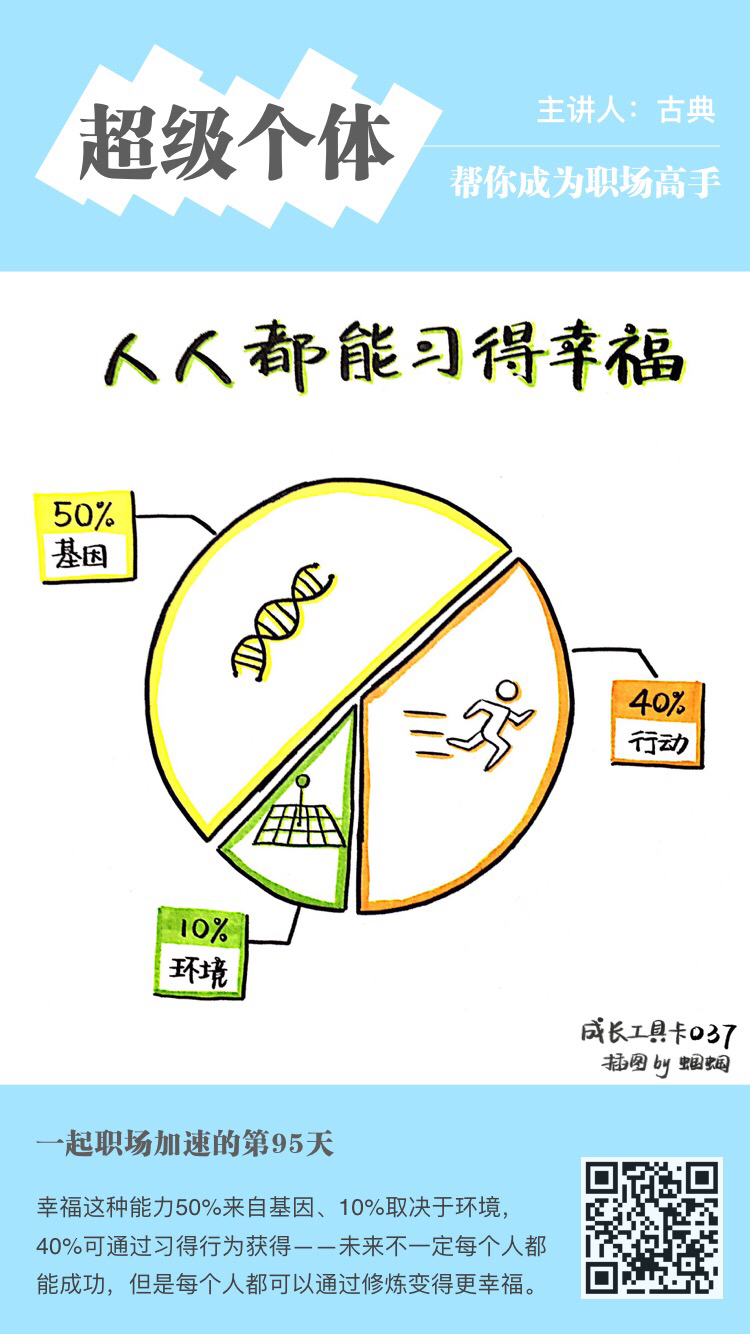 超级个体
主讲人：古典
帮你成为职场高手
人人都能习得幸福
50%
基因
40%
行动
10%
环境
成长工具卡037
插图by 蝈蝈
一起职场加速的第95天
幸福这种能力50%来自基因、10%取决于环境，
40%可通过习得行为获得——未来不一定每个人都
能成功，但是每个人都可以通过修炼变得更幸福。